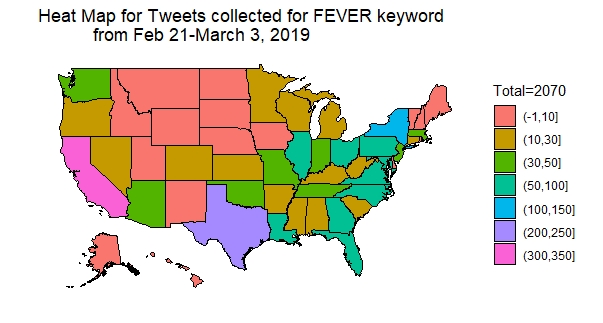 Heat Map for Tweets collected for FEVER keyword
from Feb 21-March 3, 2019
Total=2070
(-1,10]
(10,30]
(30,50]
(50,100]
(100,150]
(200,250]
(300,350]